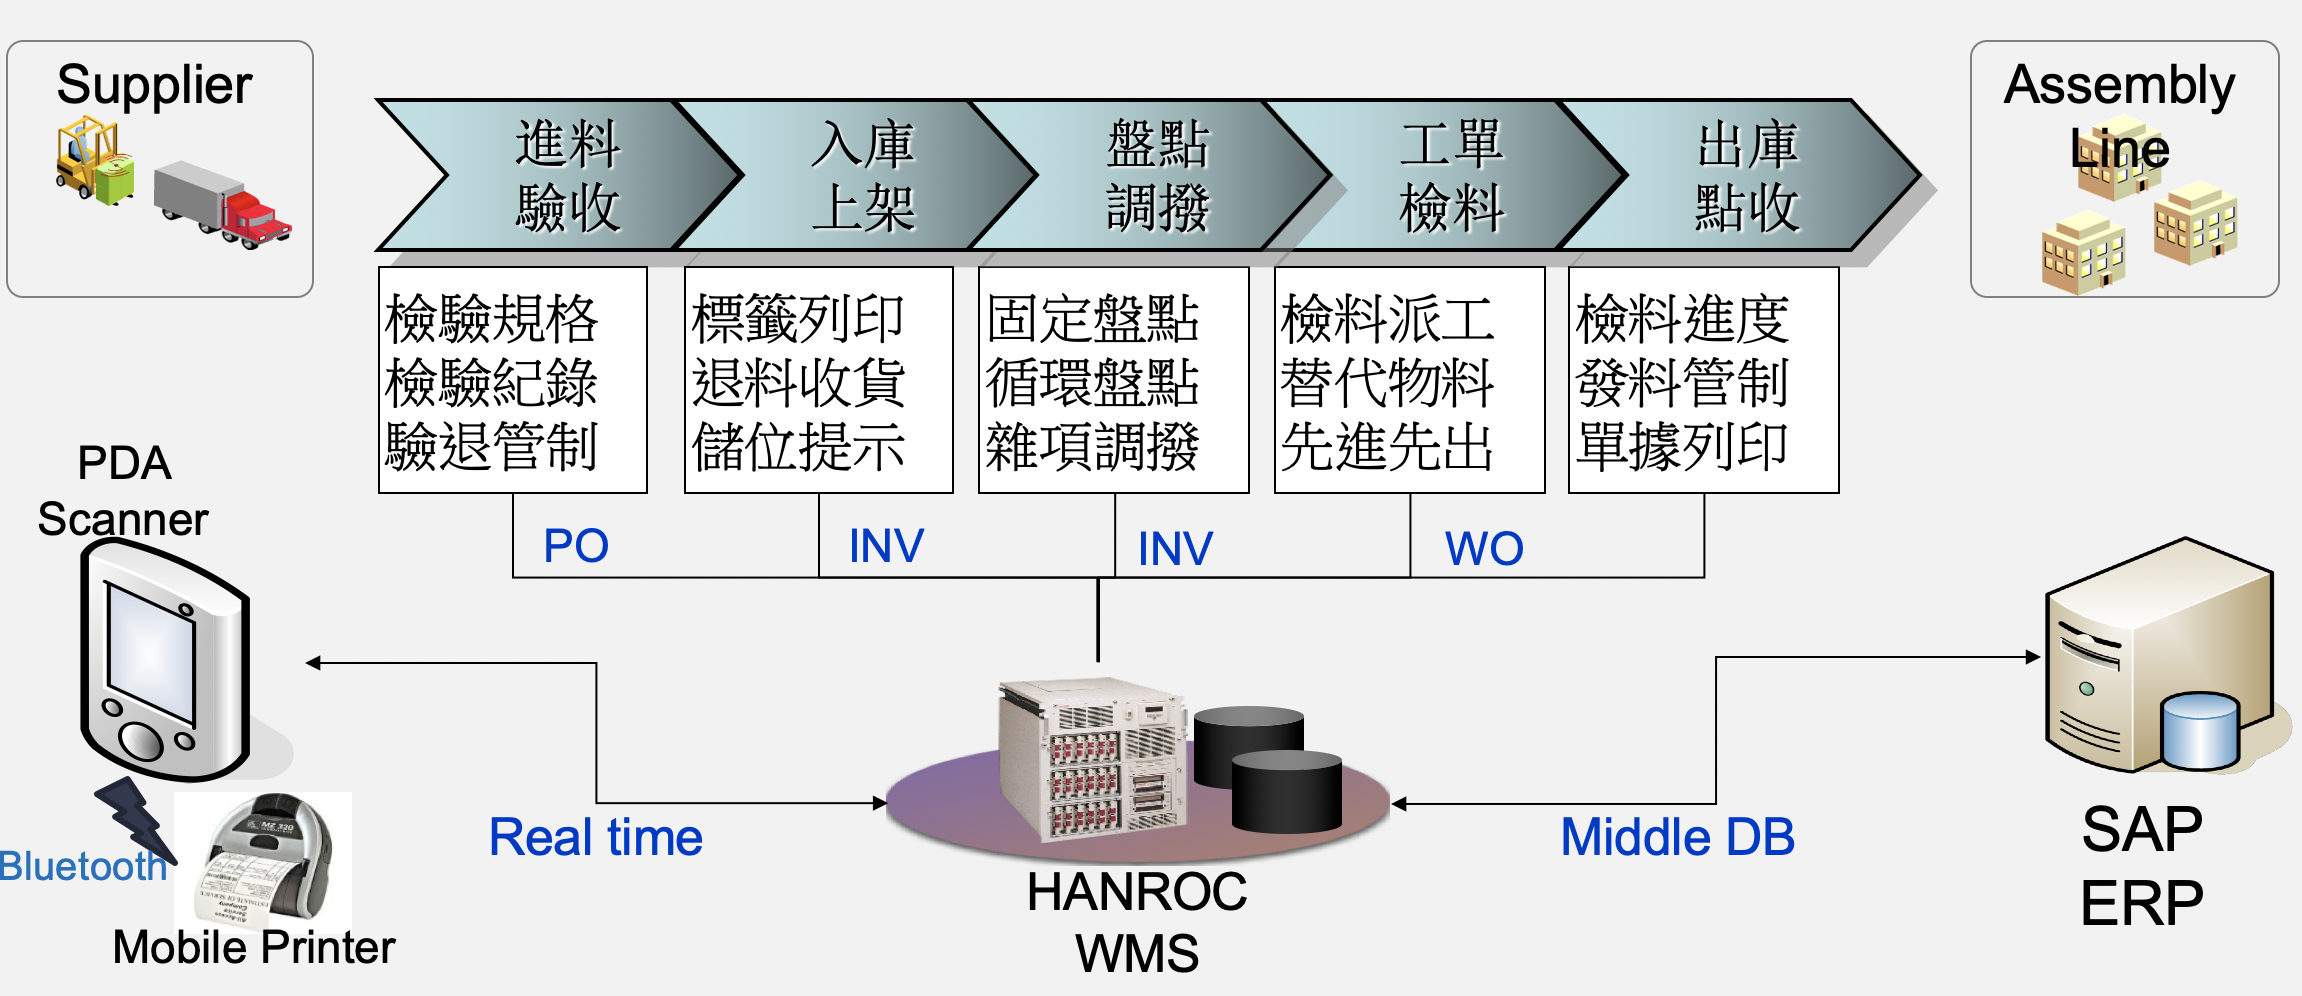 Supplier
Assembly
Line
進料
驗收
入庫
上架
盤點
調撥
工單
檢料
出庫
點收
檢驗規格
檢驗紀錄
驗退管制
標籤列印
退料收貨
儲位提示
固定盤點
循環盤點
雜項調撥
檢料派工
替代物料
先進先出
檢料進度
發料管制
單據列印
PO
INV
INV
WO
PDA
Scanner
Bluetooth
MZ 320
Mobile Printer
Real time
HANROC
WMS
Middle DB
SAP
ERP